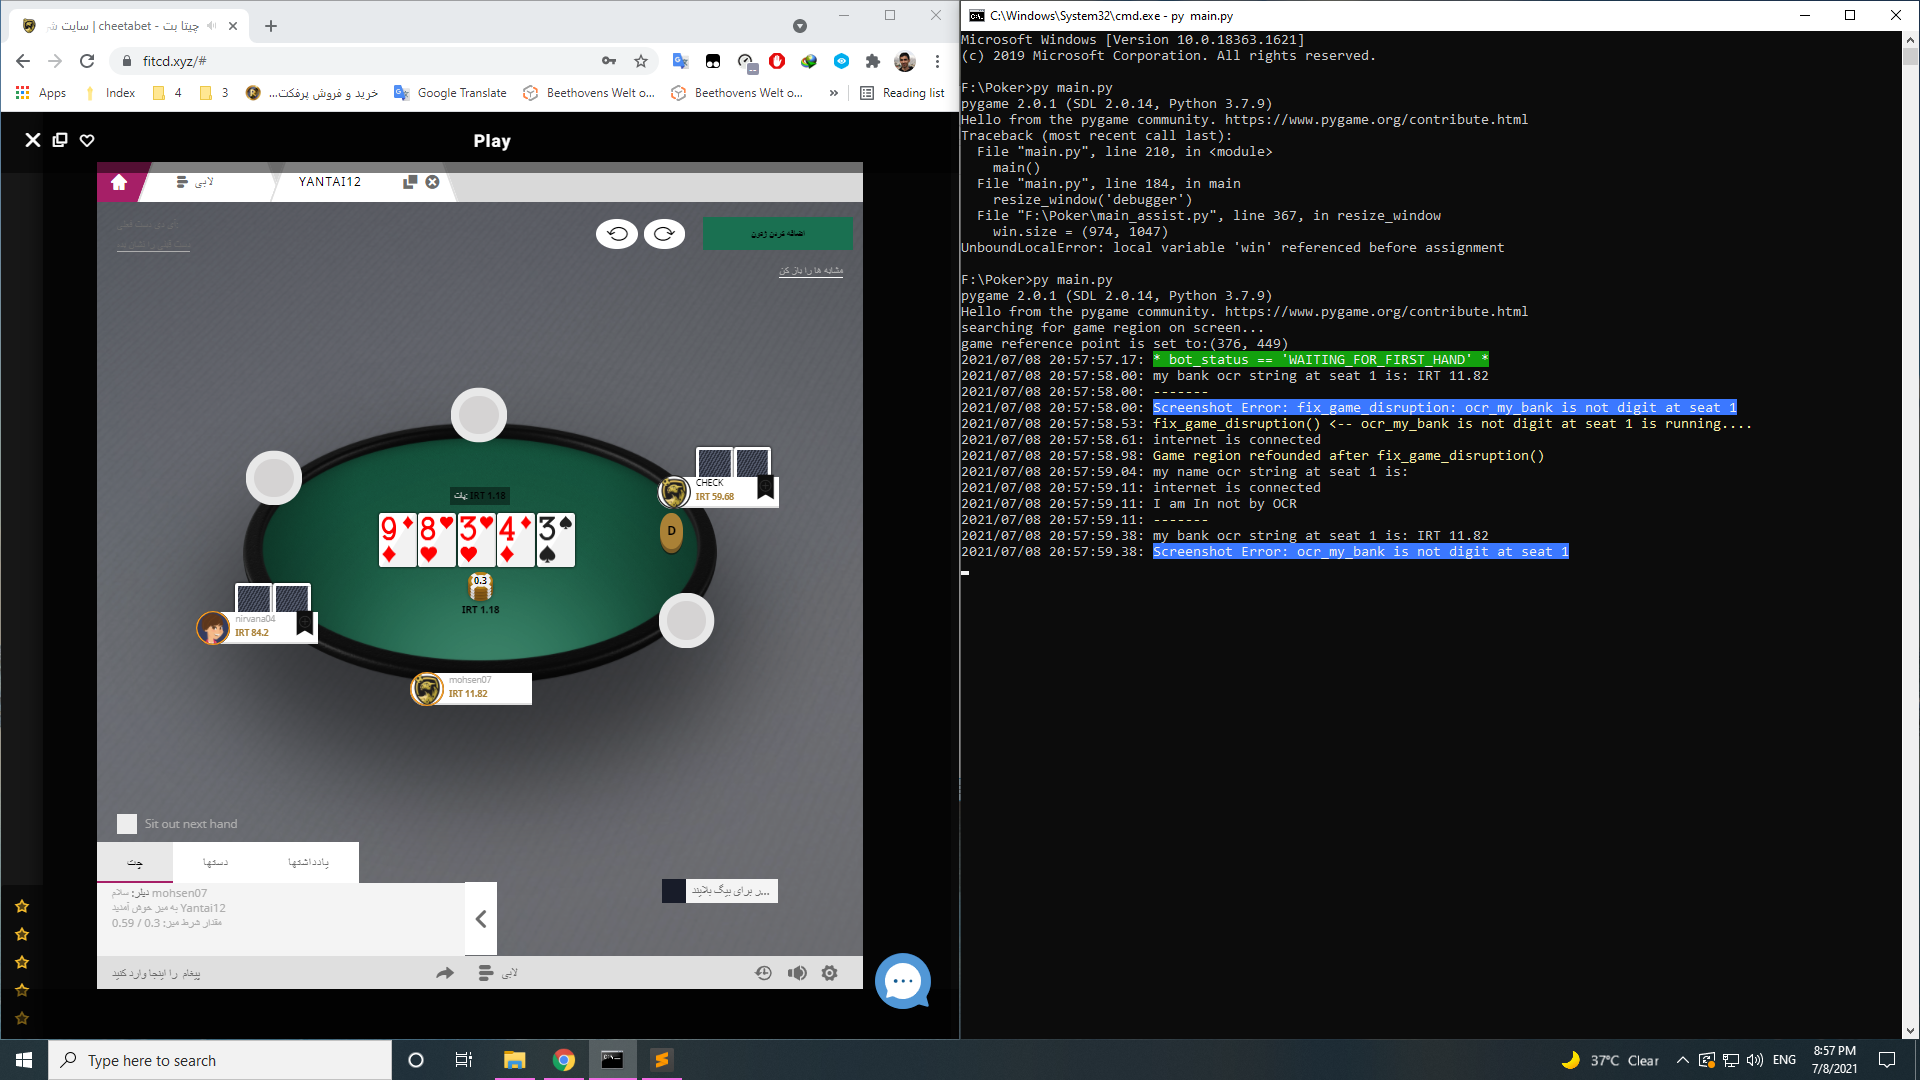 چیتا بت - cheetabet | سایت
fitcd.xyz/#
Apps
Index
4
3
خرید و فروش پرفکت...
Google Translate
Beethovens Welt o...
Beethovens Welt o...
»
Reading list
Play
لابی
YANTAI12
اضافه کردن ژتون
مشابه ها را باز کن
CHECK
IRT 59.68
پات: IRT 1.18
D
9 8 3 4 3
0.3
IRT 1.18
nirvana04
IRT 84.2
mohsen07
IRT 11.82
Sit out next hand
چت
دستها
یادداشتها
دیلر: سلام mohsen07
به میز خوش آمدید Yantai12
مقدار شرط میز: 0.3 / 0.59
...ر برای بیگ بلایند
پیغام را اینجا وارد کنید
لابی
C:\Windows\System32\cmd.exe - py  main.py
Microsoft Windows [Version 10.0.18363.1621]
(c) 2019 Microsoft Corporation. All rights reserved.
F:\Poker>py main.py
pygame 2.0.1 (SDL 2.0.14, Python 3.7.9)
Hello from the pygame community. https://www.pygame.org/contribute.html
Traceback (most recent call last):
  File "main.py", line 210, in <module>
    main()
  File "main.py", line 184, in main
    resize_window('debugger')
  File "F:\Poker\main_assist.py", line 367, in resize_window
    win.size = (974, 1047)
UnboundLocalError: local variable 'win' referenced before assignment
F:\Poker>py main.py
pygame 2.0.1 (SDL 2.0.14, Python 3.7.9)
Hello from the pygame community. https://www.pygame.org/contribute.html
searching for game region on screen...
game reference point is set to:(376, 449)
2021/07/08 20:57:57.17: * bot_status == 'WAITING_FOR_FIRST_HAND' *
2021/07/08 20:57:58.00: my bank ocr string at seat 1 is: IRT 11.82
2021/07/08 20:57:58.00: -------
2021/07/08 20:57:58.00: Screenshot Error: fix_game_disruption: ocr_my_bank is not digit at seat 1
2021/07/08 20:57:58.53: fix_game_disruption() <-- ocr_my_bank is not digit at seat 1 is running....
2021/07/08 20:57:58.61: internet is connected
2021/07/08 20:57:58.98: Game region refounded after fix_game_disruption()
2021/07/08 20:57:59.04: my name ocr string at seat 1 is:
2021/07/08 20:57:59.11: internet is connected
2021/07/08 20:57:59.11: I am In not by OCR
2021/07/08 20:57:59.11: -------
2021/07/08 20:57:59.38: my bank ocr string at seat 1 is: IRT 11.82
2021/07/08 20:57:59.38: Screenshot Error: ocr_my_bank is not digit at seat 1
Type here to search
37°C Clear
ENG
8:57 PM
7/8/2021